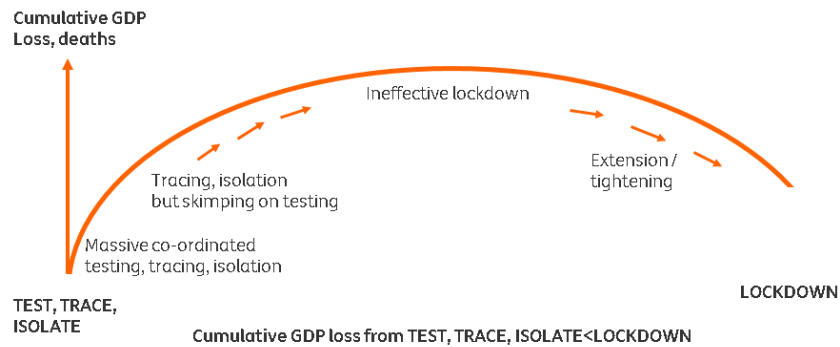 Cumulative GDP
Loss, deaths
Ineffective lockdown
Extension /
tightening
Tracing, isolation
but skimping on testing
Massive co-ordinated
testing, tracing, isolation
TEST, TRACE,
ISOLATE
LOCKDOWN
Cumulative GDP loss from TEST, TRACE, ISOLATE<LOCKDOWN